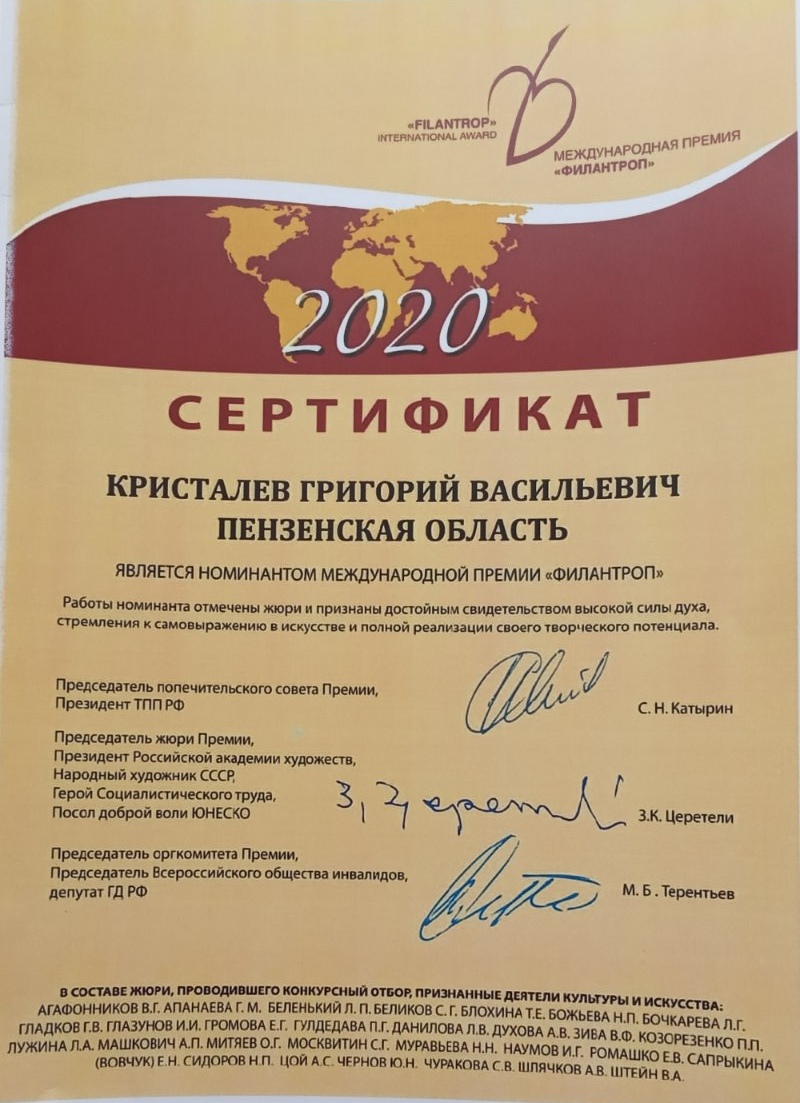 «FILANTROP»
INTERNATIONAL AWARD
МЕЖДУНАРОДНАЯ ПРЕМИЯ
«ФИЛАНТРОП»
2020
СЕРТИФИКАТ
КРИСТАЛЕВ ГРИГОРИЙ ВАСИЛЬЕВИЧ
ПЕНЗЕНСКАЯ ОБЛАСТЬ
ЯВЛЯЕТСЯ НОМИНАНТОМ МЕЖДУНАРОДНОЙ ПРЕМИИ «ФИЛАНТРОП»
Работы номинанта отмечены жюри и признаны достойным свидетельством высокой силы духа,
стремления к самовыражению в искусстве и полной реализации своего творческого потенциала.
Председатель попечительского совета Премии,
Президент ТПП РФ
С. Н. Катырин
Председатель жюри Премии,
Президент Российской академии художеств,
Народный художник СССР,
Герой Социалистического труда,
Посол доброй воли ЮНЕСКО
З.К. Церетели
Председатель оргкомитета Премии,
Председатель Всероссийского общества инвалидов,
депутат ГД РФ
М. Б . Терентьев
В СОСТАВЕ ЖЮРИ, ПРОВОДИВШЕГО КОНКУРСНЫЙ ОТБОР, ПРИЗНАННЫЕ ДЕЯТЕЛИ КУЛЬТУРЫ И ИСКУССТВА:
АГАФОННИКОВ В.Г. АПАНАЕВА Г. М. БЕЛЕНЬКИЙ Л. П. БЕЛИКОВ С. Г. БЛОХИНА Т.Е. БОЖЬЕВА Н.П. БОЧКАРЕВА Л.Г.
ГЛАДКОВ Г.В. ГЛАЗУНОВ И.И. ГРОМОВА Е.Г. ГУЛДЕДАВА П.Г. ДАНИЛОВА Л.В. ДУХОВА А.В. ЗИВА В.Ф. КОЗОРЕЗЕНКО П.П.
ЛУЖИНА Л.А. МАШКОВИЧ А.П. МИТЯЕВ О.Г. МОСКВИТИН С.Г. МУРАВЬЕВА Н.Н. НАУМОВ И.Г. РОМАШКО Е.В. САПРЫКИНА
(ВОВЧУК) Е.Н. СИДОРОВ Н.П. ЦОЙ А.С. ЧЕРНОВ Ю.Н. ЧУРАКОВА С.В. ШЛЯЧКОВ А.В. ШТЕЙН В.А.